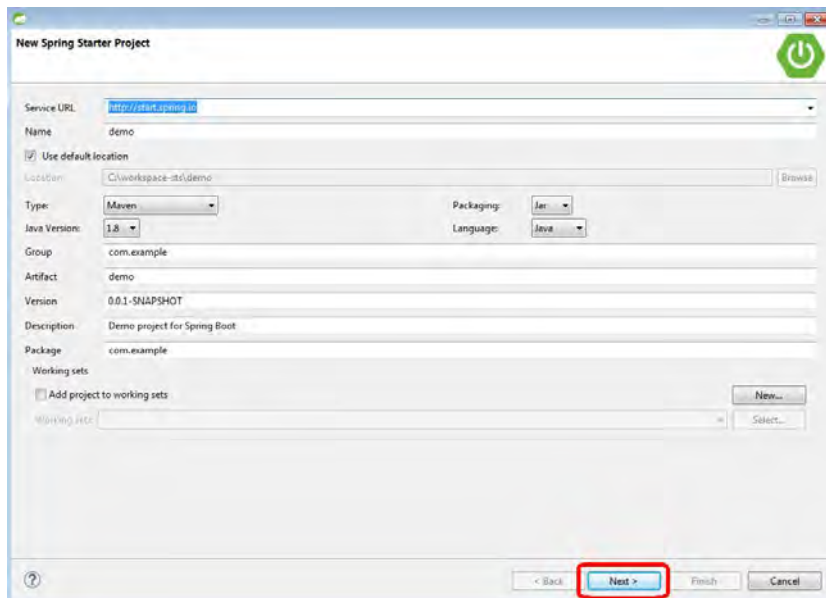 New Spring Starter Project
Service URL http://start.spring.io
Name demo
Use default location
Location C:\workspace-sts\demo Browse
Type: Maven Packaging: Jar
Java Version: 1.8 Language: Java
Group com.example
Artifact demo
Version 0.0.1-SNAPSHOT
Description Demo project for Spring Boot
Package com.example
Working sets
Add project to working sets New...
Working sets: Select...
? < Back Next > Finish Cancel